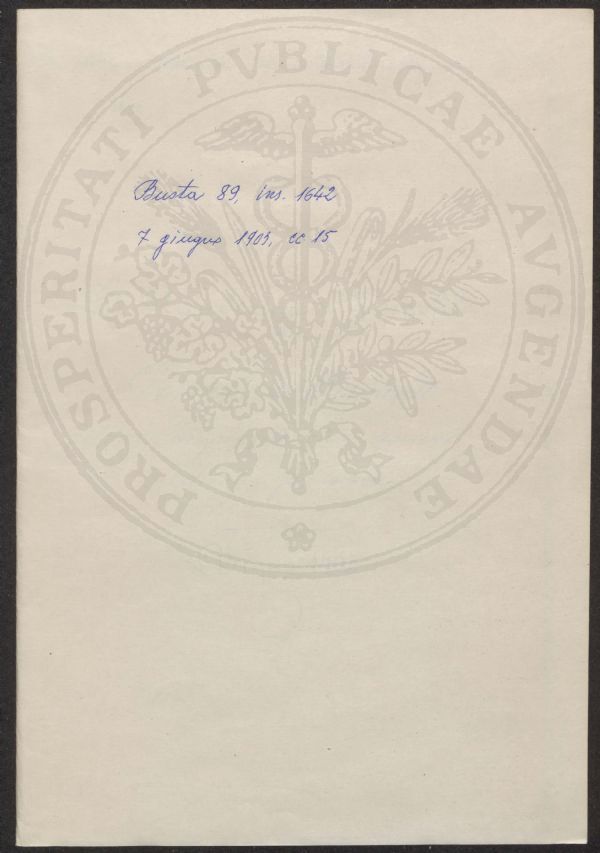 PROSPERITATI PVBLICAE AVGENDAE
Busta 89, ins. 1642
7 giugno 1903, cc 15